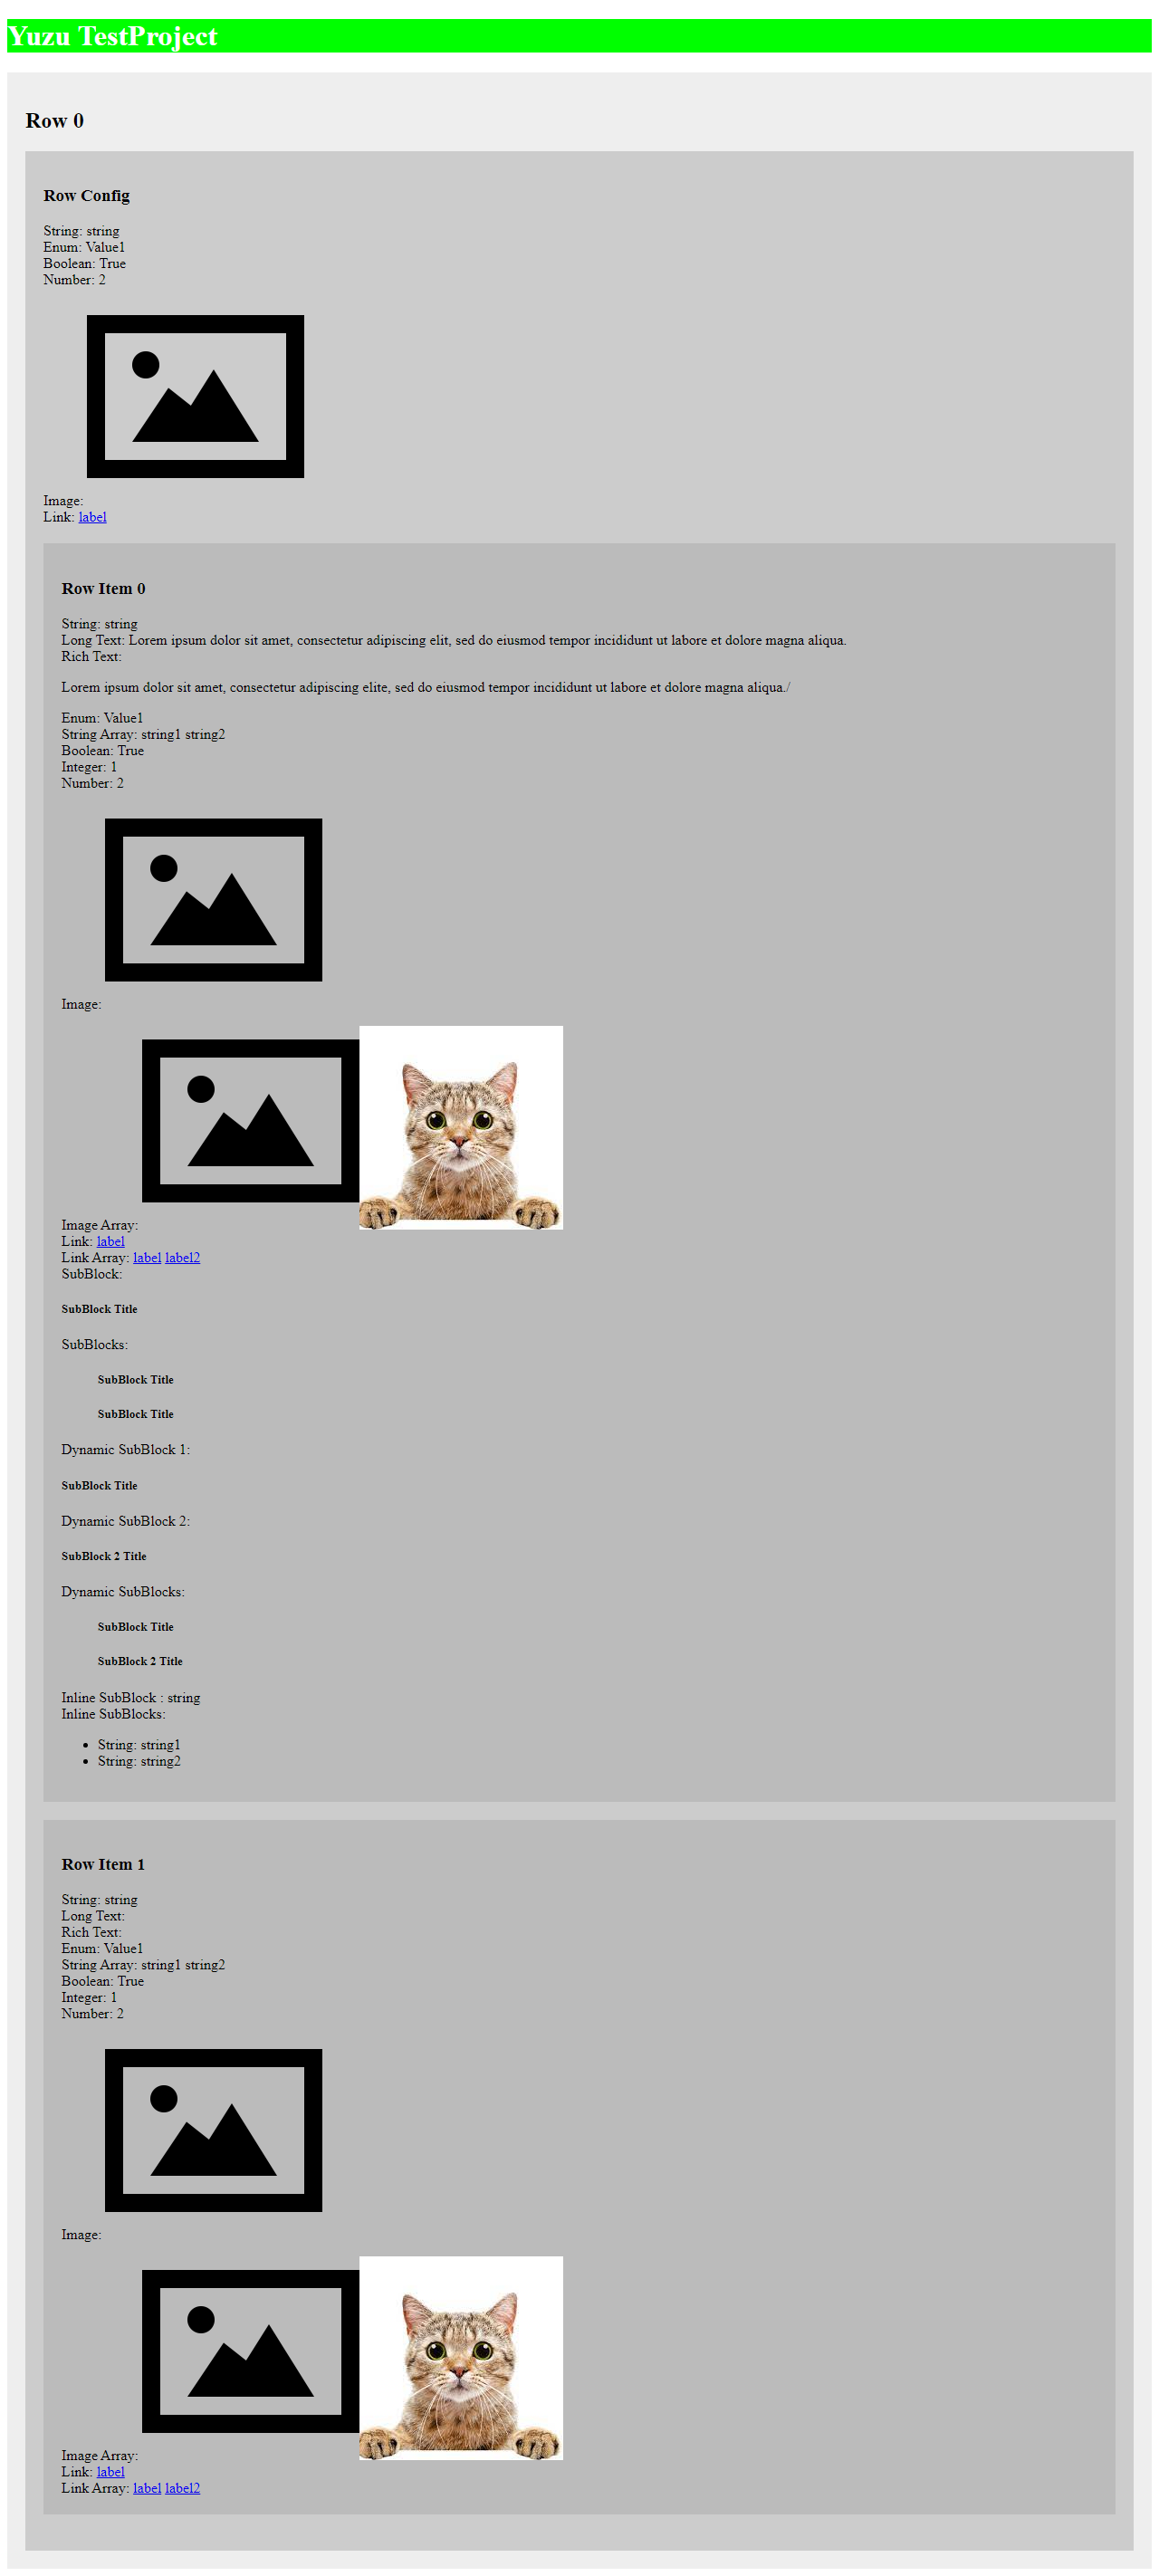 Yuzu TestProject
Row 0
Row Config
String: string
Enum: Value1
Boolean: True
Number: 2
Image:
Link: label
Row Item 0
String: string
Long Text: Lorem ipsum dolor sit amet, consectetur adipiscing elit, sed do eiusmod tempor incididunt ut labore et dolore magna aliqua.
Rich Text:
Lorem ipsum dolor sit amet, consectetur adipiscing elite, sed do eiusmod tempor incididunt ut labore et dolore magna aliqua./
Enum: Value1
String Array: string1 string2
Boolean: True
Integer: 1
Number: 2
Image:
Image Array:
Link: label
Link Array: label label2
SubBlock:
SubBlock Title
SubBlocks:
SubBlock Title
SubBlock Title
Dynamic SubBlock 1:
SubBlock Title
Dynamic SubBlock 2:
SubBlock 2 Title
Dynamic SubBlocks:
SubBlock Title
SubBlock 2 Title
Inline SubBlock : string
Inline SubBlocks:
• String: string1
• String: string2
Row Item 1
String: string
Long Text:
Rich Text:
Enum: Value1
String Array: string1 string2
Boolean: True
Integer: 1
Number: 2
Image:
Image Array:
Link: label
Link Array: label label2